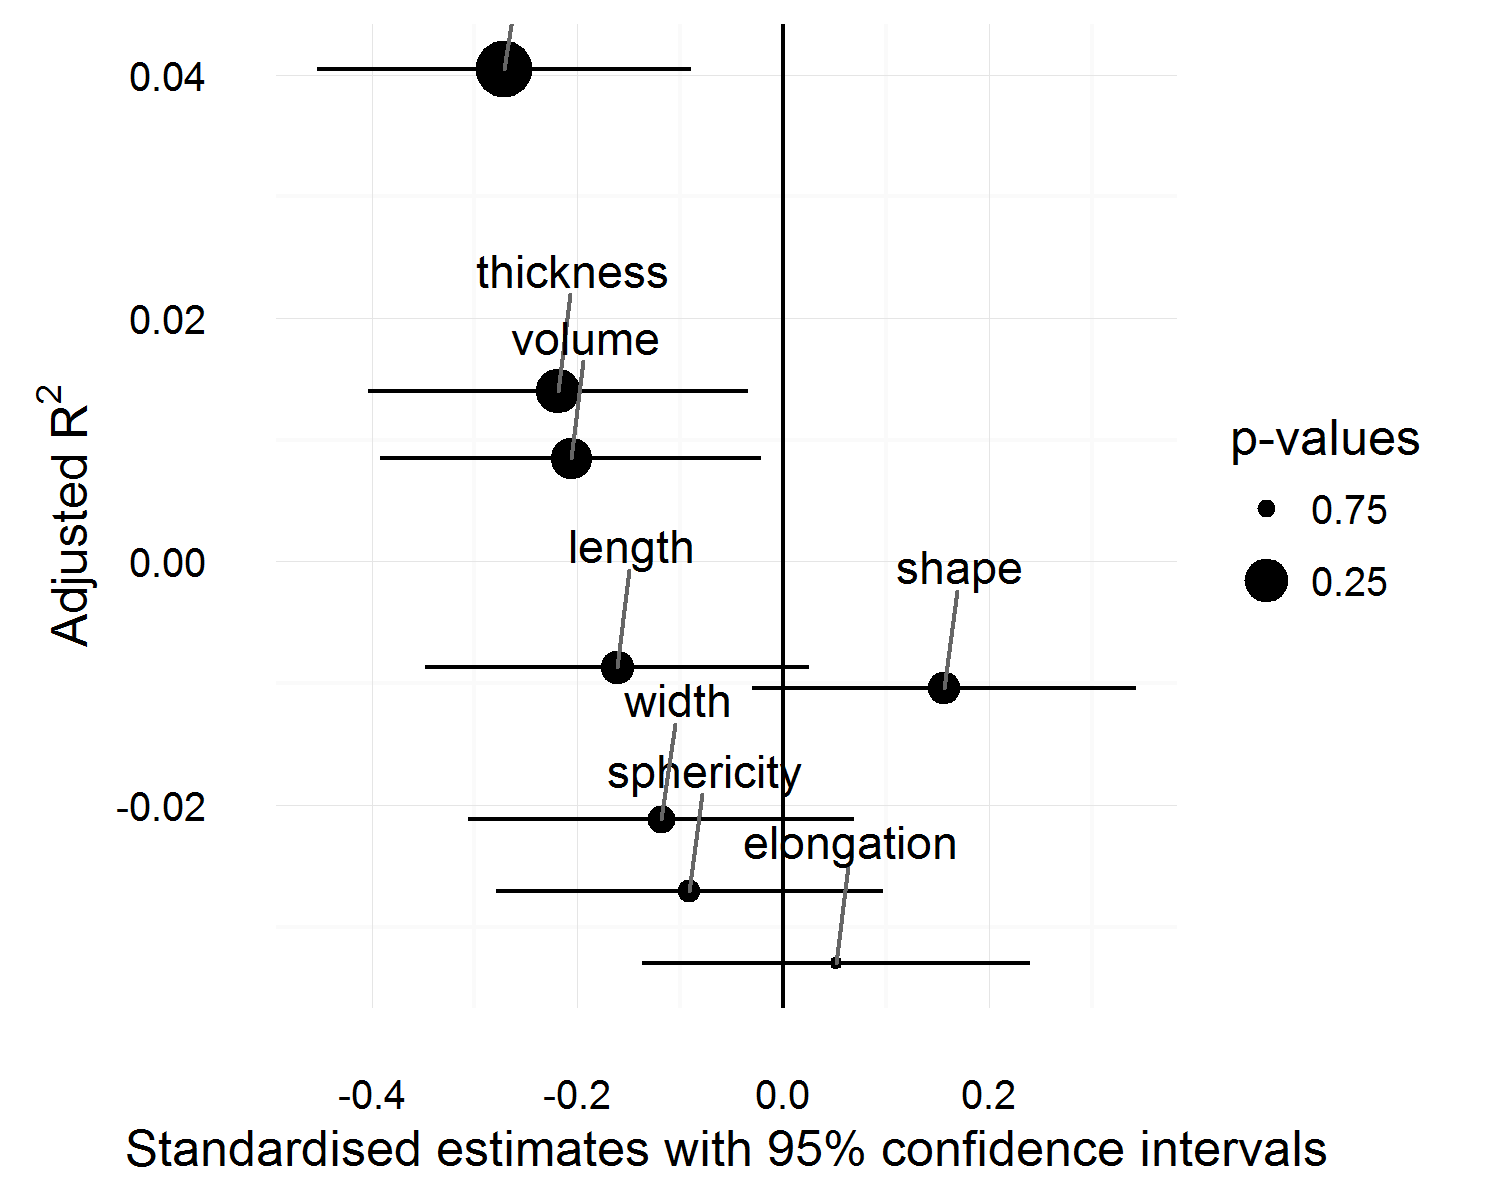 0.04
thickness
0.02
volume
length
0.00
shape
Adjusted R²
width
sphericity
-0.02
elongation
p-values
0.75
0.25
-0.4 -0.2 0.0 0.2
Standardised estimates with 95% confidence intervals